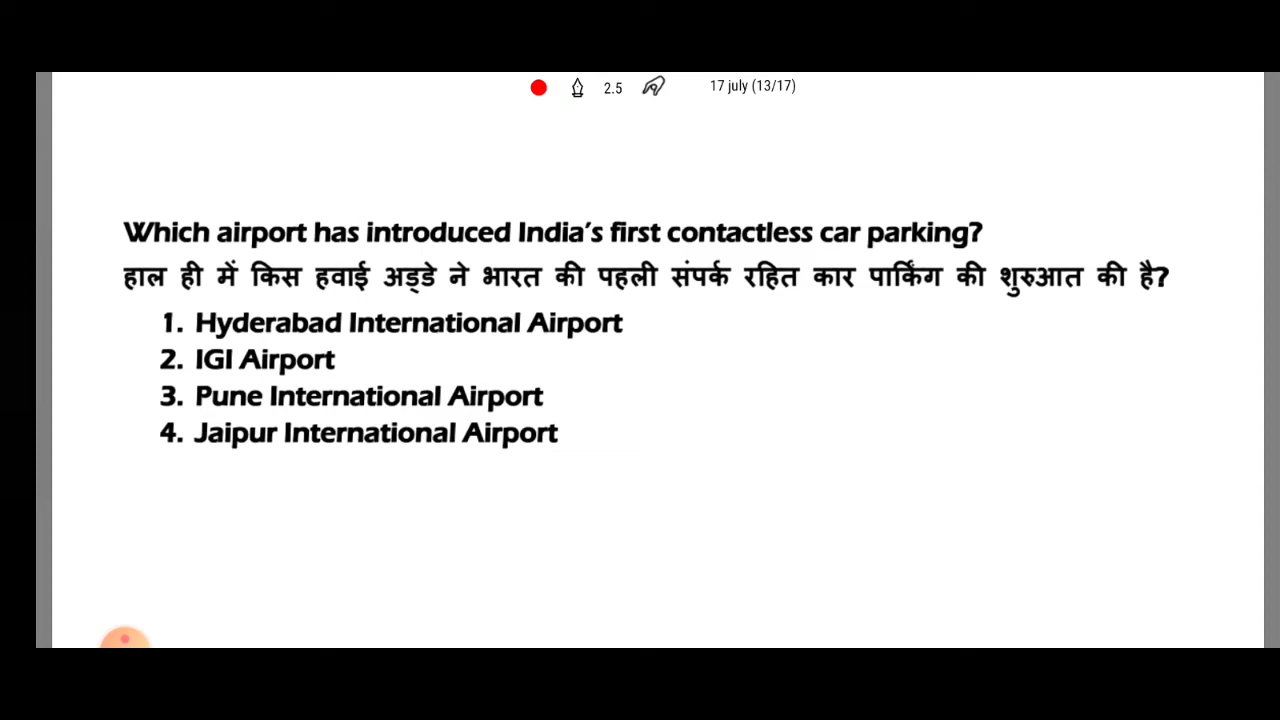 2.5 17 july (13/17)
Which airport has introduced India's first contactless car parking?
हाल ही में किस हवाई अड्डे ने भारत की पहली संपर्क रहित कार पार्किंग की शुरुआत की है?
1. Hyderabad International Airport
2. IGI Airport
3. Pune International Airport
4. Jaipur International Airport